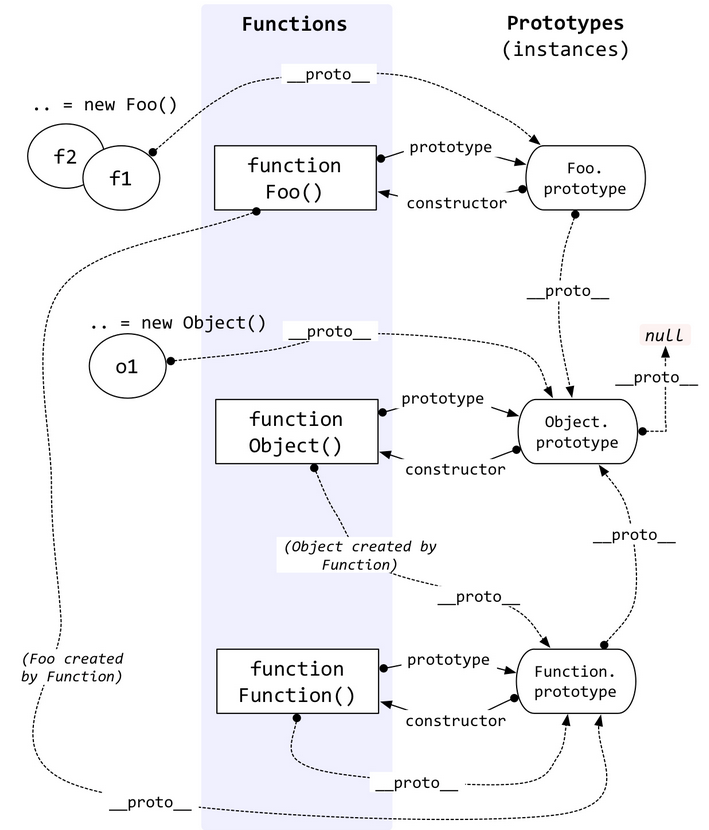 Functions
Prototypes
(instances)
__proto__
.. = new Foo()
f2
f1
function
Foo()
prototype
constructor
Foo.
prototype
__proto__
.. = new Object()
__proto__
null
__proto__
o1
function
Object()
prototype
constructor
Object.
prototype
(Object created by
Function)
__proto__
__proto__
(Foo created
by Function)
function
Function()
prototype
constructor
Function.
prototype
__proto__
__proto__